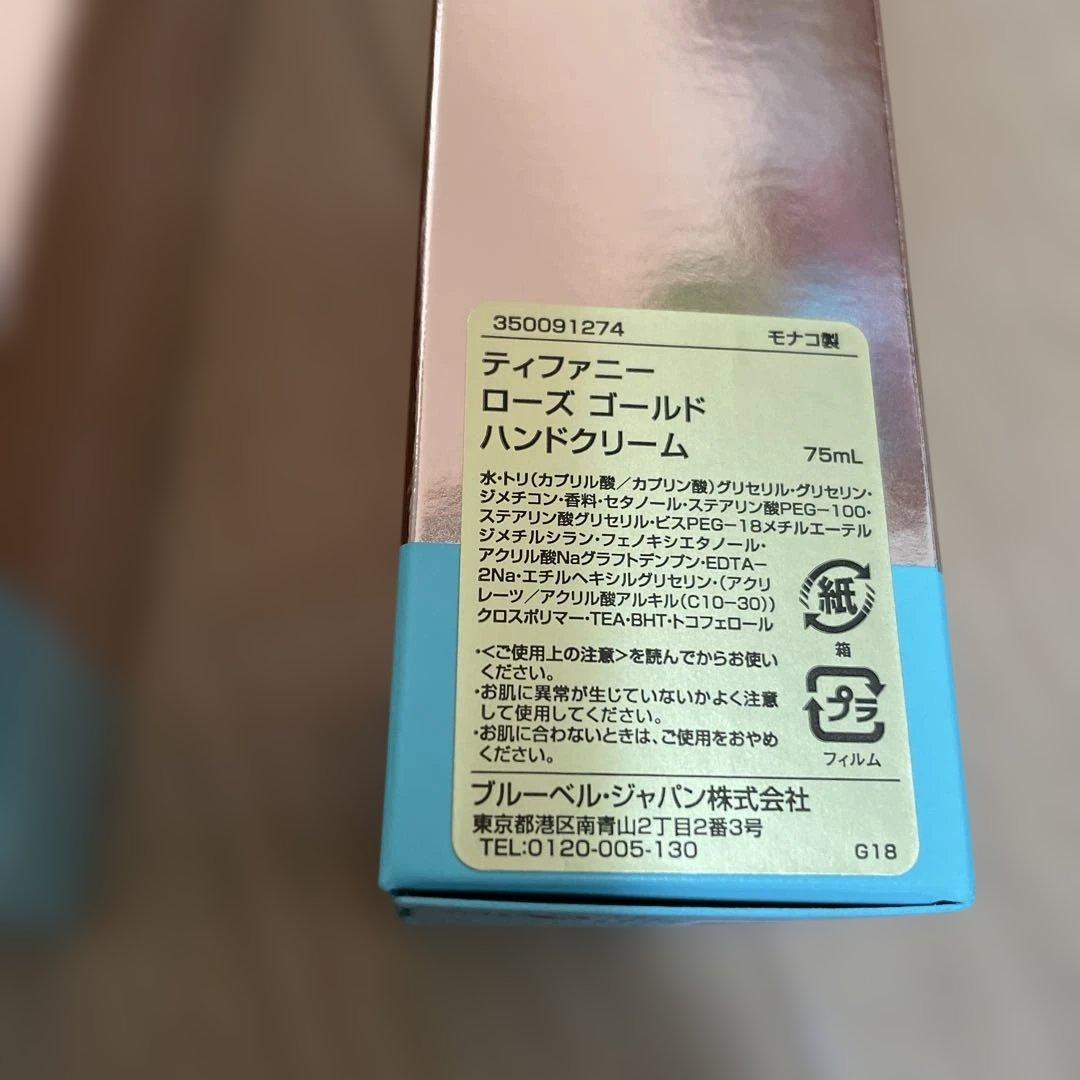 350091274 モナコ製
ティファニー
ローズ ゴールド
ハンドクリーム 75mL
水・トリ(カプリル酸/カプリン酸)グリセリル・グリセリン・
ジメチコン・香料・セタノール・ステアリン酸PEG-100・
ステアリン酸グリセリル・ビスPEG-18メチルエーテル
ジメチルシラン・フェノキシエタノール・
アクリル酸Naグラフトデンプン・EDTA-
2Na・エチルヘキシルグリセリン・(アクリ
レーツ/アクリル酸アルキル(C10-30))
クロスポリマー・TEA・BHT・トコフェロール
紙
箱
・<ご使用上の注意>を読んでからお使い
ください。
・お肌に異常が生じていないかよく注意
して使用してください。
・お肌に合わないときは、ご使用をおやめ
ください。
プラ
フィルム
ブルーベル・ジャパン株式会社
東京都港区南青山2丁目2番3号
TEL:0120-005-130 G18